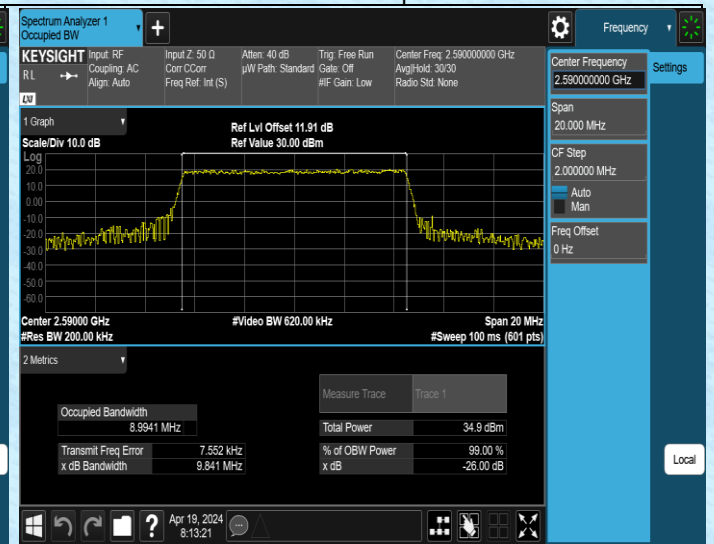 Spectrum Analyzer 1
Occupied BW
Frequency
KEYSIGHT
RL
LXI
Input: RF
Coupling: AC
Align: Auto
Input Z: 50 Ω
Corr CCorr
Freq Ref: Int (S)
Atten: 40 dB
µW Path: Standard
Trig: Free Run
Gate: Off
#IF Gain: Low
Center Freq: 2.590000000 GHz
Avg|Hold: 30/30
Radio Std: None
Center Frequency
2.590000000 GHz
Settings
Span
20.000 MHz
CF Step
2.000000 MHz
Auto
Man
Freq Offset
0 Hz
1 Graph
Scale/Div 10.0 dB
Ref Lvl Offset 11.91 dB
Ref Value 30.00 dBm
Log
20.0
10.0
0.00
-10.0
-20.0
-30.0
-40.0
-50.0
-60.0
Center 2.59000 GHz
#Video BW 620.00 kHz
Span 20 MHz
#Res BW 200.00 kHz
#Sweep 100 ms (601 pts)
2 Metrics
Measure Trace
Trace 1
Occupied Bandwidth
8.9941 MHz
Total Power
34.9 dBm
Transmit Freq Error
7.552 kHz
% of OBW Power
99.00 %
x dB Bandwidth
9.841 MHz
x dB
-26.00 dB
Local
?
Apr 19, 2024
8:13:21